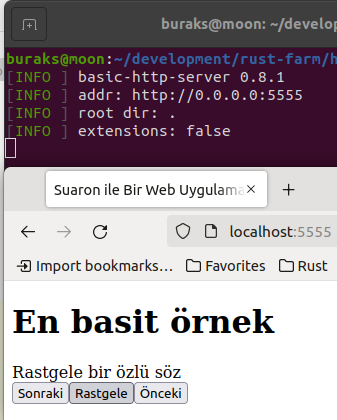 buraks@moon: ~/development
buraks@moon:~/development/rust-farm/h
[INFO ] basic-http-server 0.8.1
[INFO ] addr: http://0.0.0.0:5555
[INFO ] root dir: .
[INFO ] extensions: false
Suaron ile Bir Web Uygulama
localhost:5555
Import bookmarks… Favorites Rust
En basit örnek
Rastgele bir özlü söz
Sonraki Rastgele Önceki